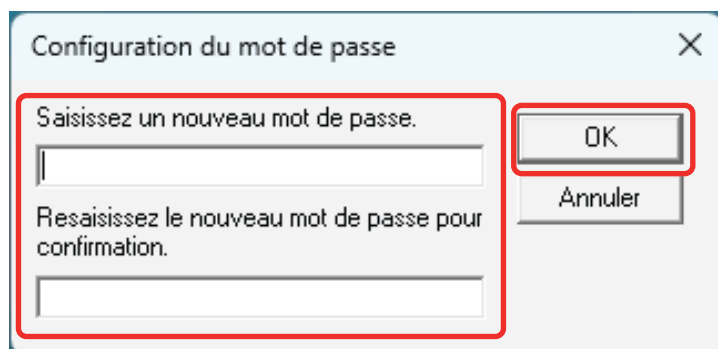 Configuration du mot de passe
Saisissez un nouveau mot de passe.
OK
Annuler
Resaisissez le nouveau mot de passe pour
confirmation.